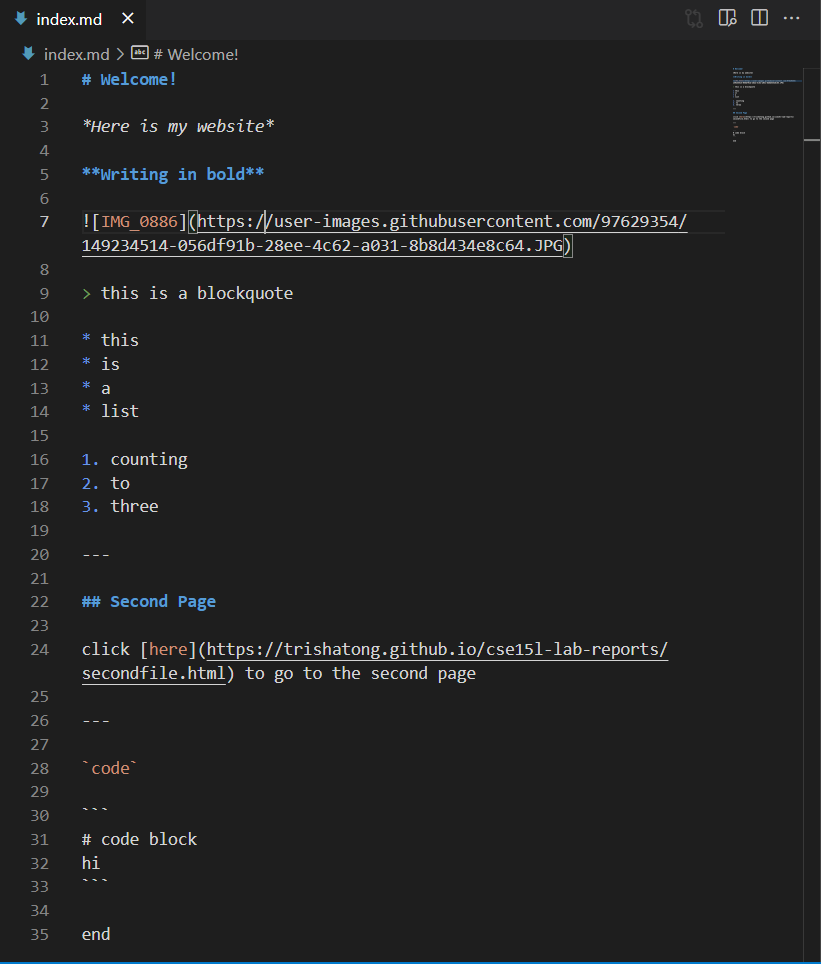 index.md
index.md > # Welcome!
1 # Welcome!
2
3 *Here is my website*
4
5 **Writing in bold**
6
7 ![IMG_0886](https://user-images.githubusercontent.com/97629354/
149234514-056df91b-28ee-4c62-a031-8b8d434e8c64.JPG)
8
9 > this is a blockquote
10
11 * this
12 * is
13 * a
14 * list
15
16 1. counting
17 2. to
18 3. three
19
20 ---
21
22 ## Second Page
23
24 click [here](https://trishatong.github.io/cse15l-lab-reports/
secondfile.html) to go to the second page
25
26 ---
27
28 `code`
29
30 ```
31 # code block
32 hi
33 ```
34
35 end